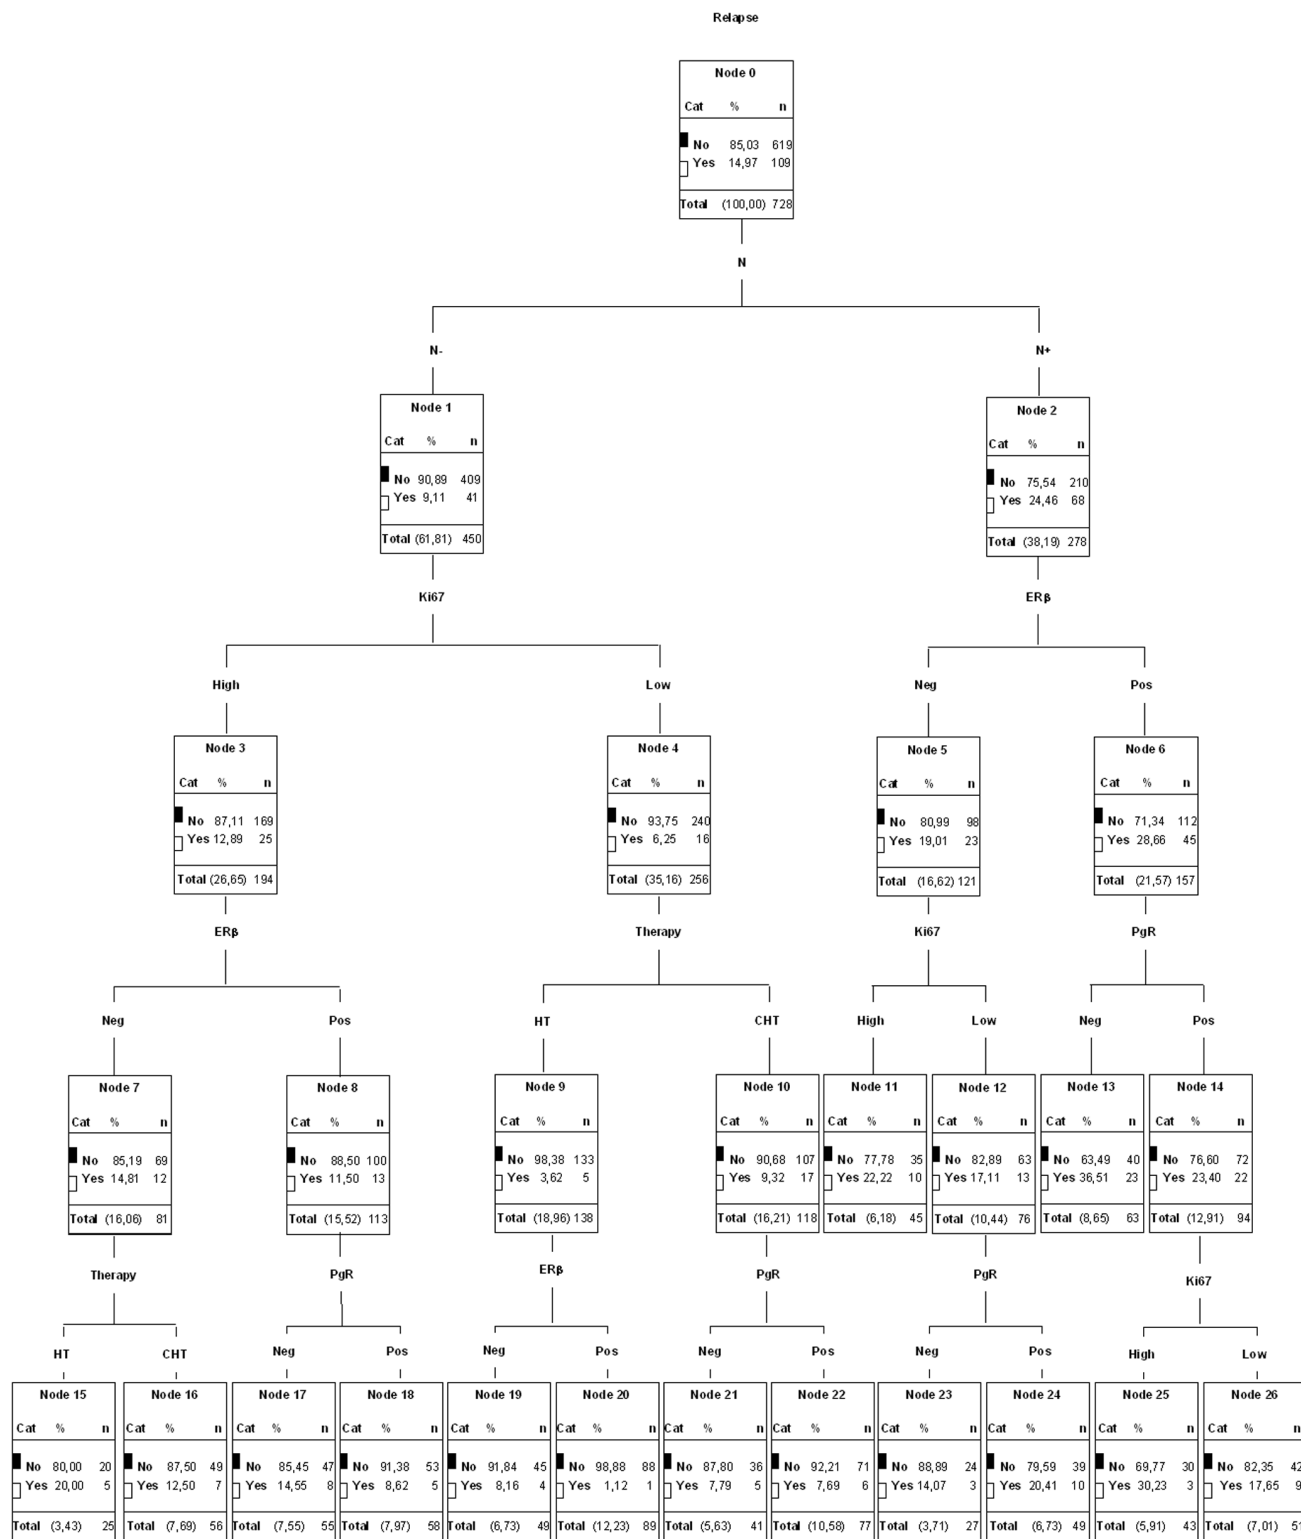 Relapse
Node 0
Cat % n
No 85,03 619
Yes 14,97 109
Total (100,00) 728
N
N- N+
Node 1
Cat % n
No 90,89 409
Yes 9,11 41
Total (61,81) 450
Node 2
Cat % n
No 75,54 210
Yes 24,46 68
Total (38,19) 278
Ki67 ERβ
High Low Neg Pos
Node 3
Cat % n
No 87,11 169
Yes 12,89 25
Total (26,65) 194
Node 4
Cat % n
No 93,75 240
Yes 6,25 16
Total (35,16) 256
Node 5
Cat % n
No 80,99 98
Yes 19,01 23
Total (16,62) 121
Node 6
Cat % n
No 71,34 112
Yes 28,66 45
Total (21,57) 157
ERβ Therapy Ki67 PgR
Neg Pos HT CHT High Low Neg Pos
Node 7
Cat % n
No 85,19 69
Yes 14,81 12
Total (16,06) 81
Node 8
Cat % n
No 88,50 100
Yes 11,50 13
Total (15,52) 113
Node 9
Cat % n
No 98,38 133
Yes 3,62 5
Total (18,96) 138
Node 10
Cat % n
No 90,68 107
Yes 9,32 17
Total (16,21) 118
Node 11
Cat % n
No 77,78 35
Yes 22,22 10
Total (6,18) 45
Node 12
Cat % n
No 82,89 63
Yes 17,11 13
Total (10,44) 76
Node 13
Cat % n
No 63,49 40
Yes 36,51 23
Total (8,65) 63
Node 14
Cat % n
No 76,60 72
Yes 23,40 22
Total (12,91) 94
Therapy PgR ERβ PgR PgR Ki67
HT CHT Neg Pos Neg Pos Neg Pos Neg Pos High Low
Node 15
Cat % n
No 80,00 20
Yes 20,00 5
Total (3,43) 25
Node 16
Cat % n
No 87,50 49
Yes 12,50 7
Total (7,69) 56
Node 17
Cat % n
No 85,45 47
Yes 14,55 8
Total (7,55) 55
Node 18
Cat % n
No 91,38 53
Yes 8,62 5
Total (7,97) 58
Node 19
Cat % n
No 91,84 45
Yes 8,16 4
Total (6,73) 49
Node 20
Cat % n
No 98,88 88
Yes 1,12 1
Total (12,23) 89
Node 21
Cat % n
No 87,80 36
Yes 7,79 5
Total (5,63) 41
Node 22
Cat % n
No 92,21 71
Yes 7,69 6
Total (10,58) 77
Node 23
Cat % n
No 88,89 24
Yes 14,07 3
Total (3,71) 27
Node 24
Cat % n
No 79,59 39
Yes 20,41 10
Total (6,73) 49
Node 25
Cat % n
No 69,77 30
Yes 30,23 3
Total (5,91) 43
Node 26
Cat % n
No 82,35 42
Yes 17,65 9
Total (7,01) 51